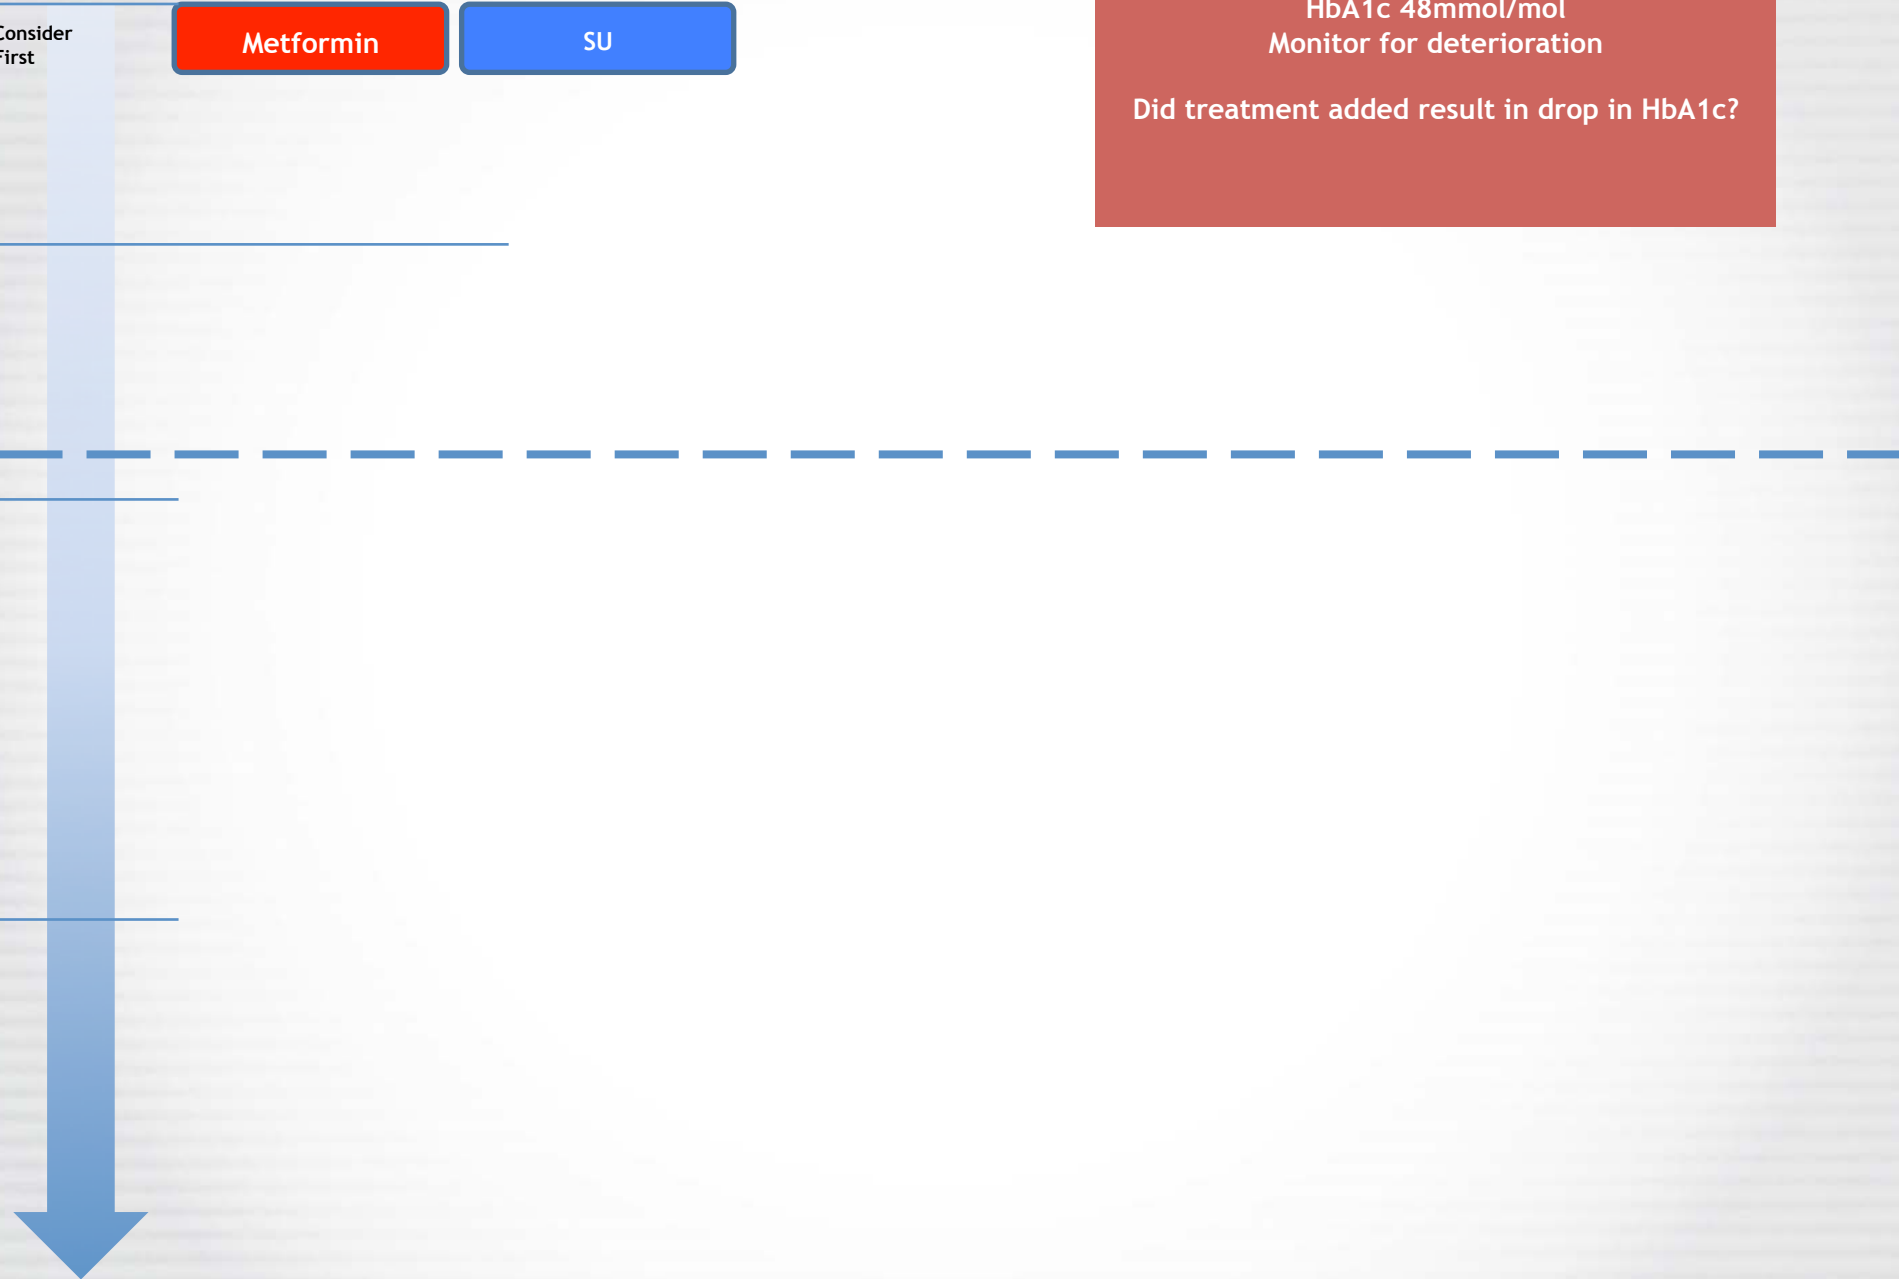 Consider
First
Metformin
SU
HbA1c 48mmol/mol
Monitor for deterioration
Did treatment added result in drop in HbA1c?